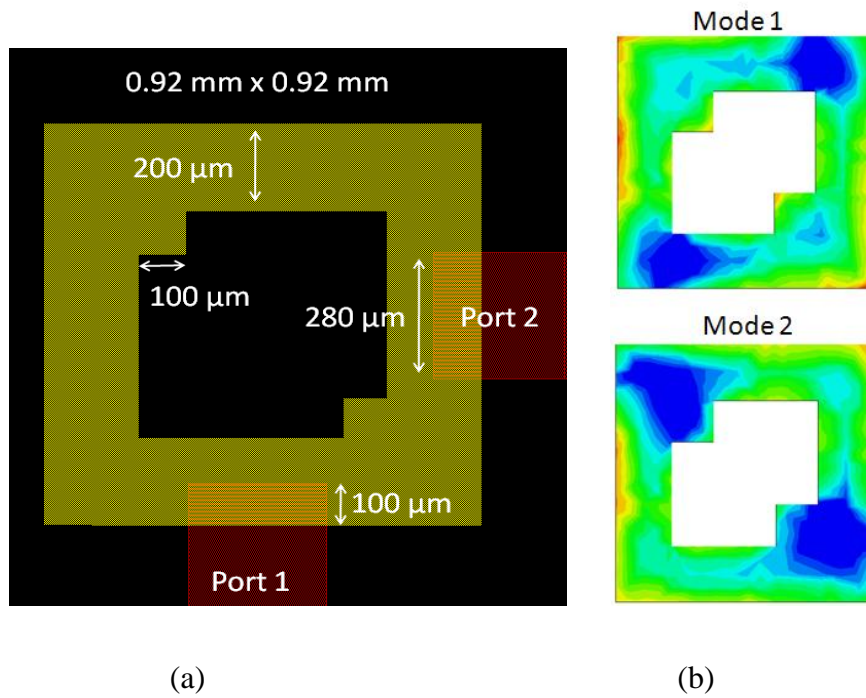 0.92 mm x 0.92 mm
200 μm
100 μm
280 μm
Port 2
100 μm
Port 1
(a)
Mode 1
Mode 2
(b)